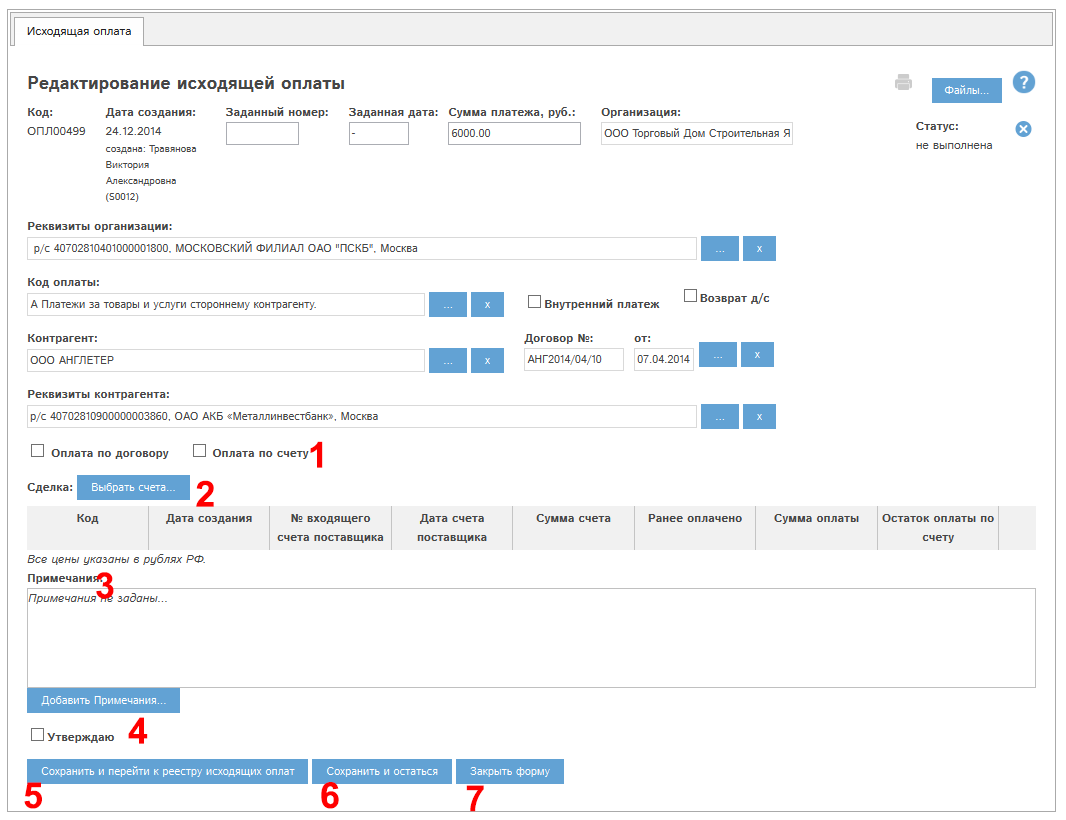 Исходящая оплата
Редактирование исходящей оплаты
Файлы...
?
Код:
ОПЛ00499
Дата создания:
24.12.2014
создана: Травянова
Виктория
Александровна
(S0012)
Заданный номер:
Заданная дата:
-
Сумма платежа, руб.:
6000.00
Организация:
ООО Торговый Дом Строительная Я
Статус:
не выполнена
Реквизиты организации:
р/с 40702810401000001800, МОСКОВСКИЙ ФИЛИАЛ ОАО "ПСКБ", Москва
... x
Код оплаты:
А Платежи за товары и услуги стороннему контрагенту.
... x
Внутренний платеж
Возврат д/с
Контрагент:
ООО АНГЛЕТЕР
... x
Договор №:
АНГ2014/04/10
от:
07.04.2014
... x
Реквизиты контрагента:
р/с 40702810900000003860, ОАО АКБ «Металлинвестбанк», Москва
... x
Оплата по договору
Оплата по счету
1
Сделка:
Выбрать счета...
2
Код
Дата создания
№ входящего
счета поставщика
Дата счета
поставщика
Сумма счета
Ранее оплачено
Сумма оплаты
Остаток оплаты по
счету
Все цены указаны в рублях РФ.
Примечания:
3
Примечания не заданы...
Добавить Примечания...
Утверждаю
4
Сохранить и перейти к реестру исходящих оплат
Сохранить и остаться
Закрыть форму
5
6
7